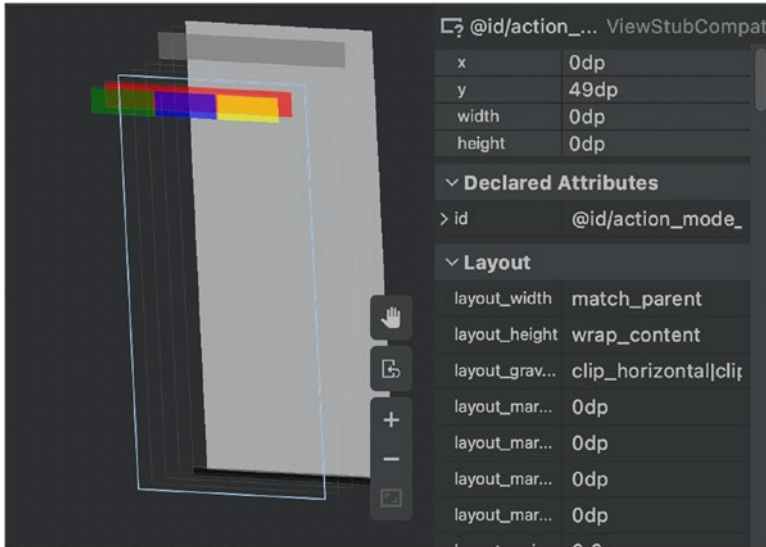 @id/action_... ViewStubCompat
x 0dp
y 49dp
width 0dp
height 0dp
Declared Attributes
id @id/action_mode_
Layout
layout_width match_parent
layout_height wrap_content
layout_grav... clip_horizontal|clip
layout_mar... 0dp
layout_mar... 0dp
layout_mar... 0dp
layout_mar... 0dp